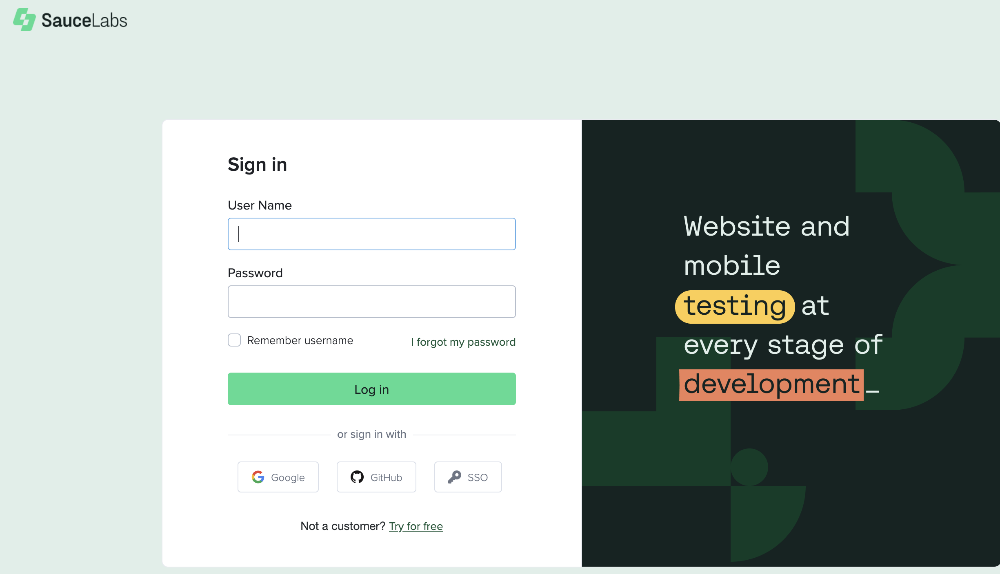 SauceLabs
Sign in
User Name
Password
Remember username
I forgot my password
Log in
or sign in with
Google
GitHub
SSO
Not a customer? Try for free
Website and
mobile
testing at
every stage of
development_